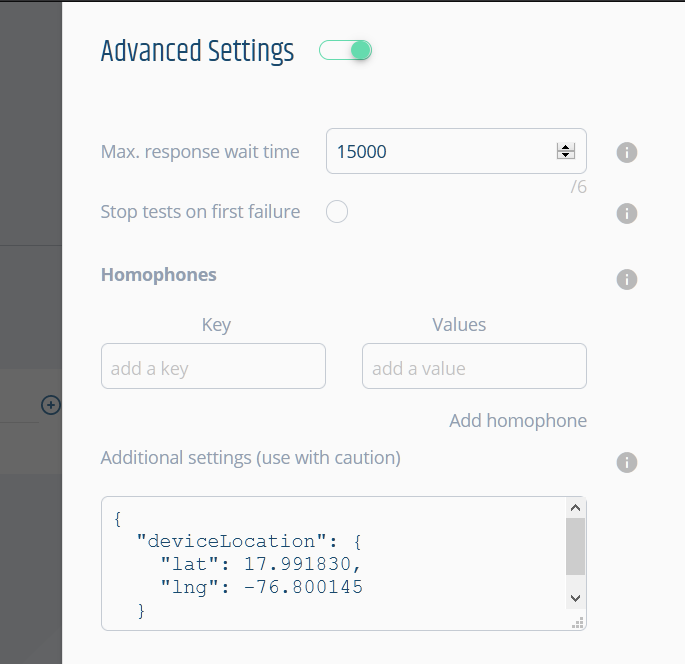 Advanced Settings
Max. response wait time 15000
/6
Stop tests on first failure
Homophones
Key Values
add a key add a value
Add homophone
Additional settings (use with caution)
{
"deviceLocation": {
"lat": 17.991830,
"lng": -76.800145
}